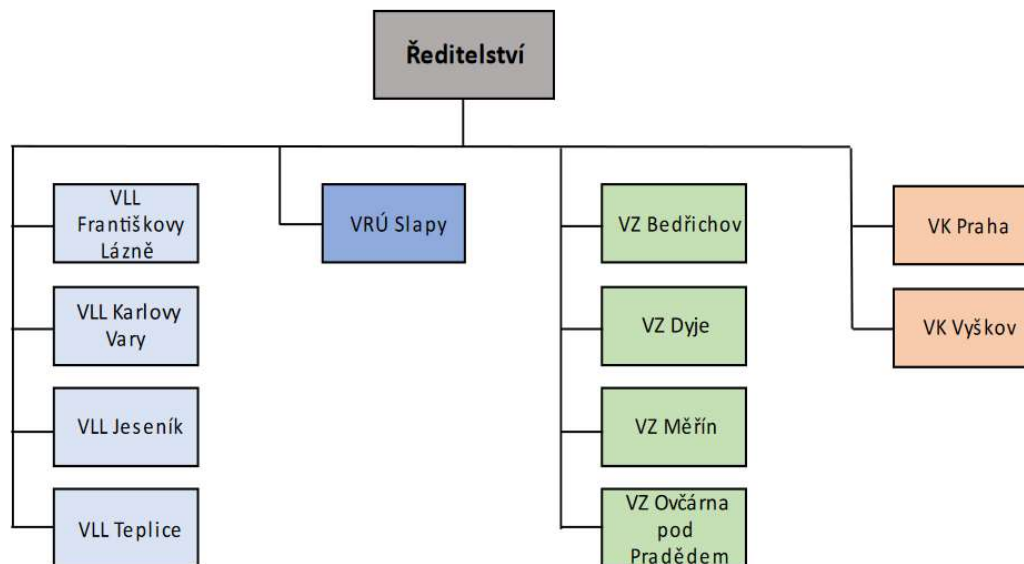 Ředitelství
VLL
Františkovy
Lázně
VLL Karlovy
Vary
VLL Jeseník
VLL Teplice
VRÚ Slapy
VZ Bedřichov
VZ Dyje
VZ Měřín
VZ Ovčárna
pod
Pradědem
VK Praha
VK Vyškov